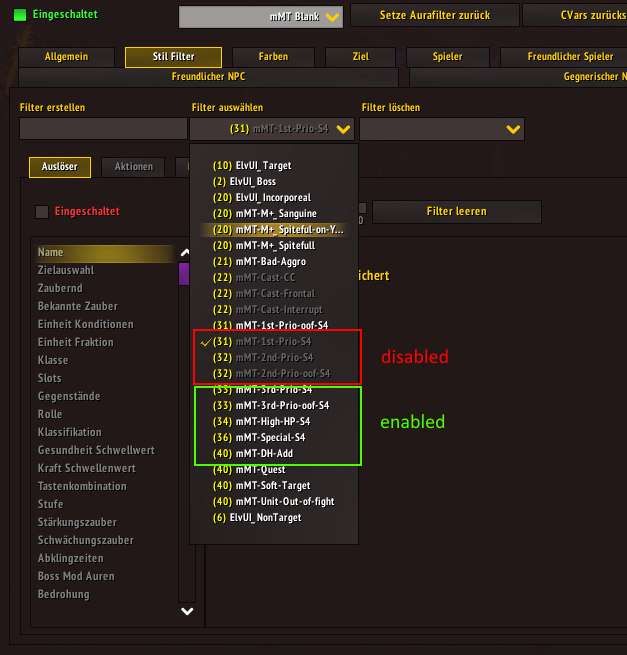 Eingeschaltet
mMT Blank
Setze Aurafilter zurück
CVars zurücks
Allgemein
Stil Filter
Farben
Ziel
Spieler
Freundlicher Spieler
Freundlicher NPC
Gegnerischer N
Filter erstellen
Filter auswählen
Filter löschen
(31) mMT-1st-Prio-S4
Auslöser
Aktionen
Eingeschaltet
0
Filter leeren
ichert
Name
Zielauswahl
Zaubernd
Bekannte Zauber
Einheit Konditionen
Einheit Fraktion
Klasse
Slots
Gegenstände
Rolle
Klassifikation
Gesundheit Schwellwert
Kraft Schwellenwert
Tastenkombination
Stufe
Stärkungszauber
Schwächungszauber
Abklingzeiten
Boss Mod Auren
Bedrohung
(10) ElvUI_Target
(2) ElvUI_Boss
(20) ElvUI_Incorporeal
(20) mMT-M+_Sanguine
(20) mMT-M+_Spiteful-on-Y...
(20) mMT-M+_Spitefull
(21) mMT-Bad-Aggro
(22) mMT-Cast-CC
(22) mMT-Cast-Frontal
(22) mMT-Cast-Interrupt
(31) mMT-1st-Prio-oof-S4
(31) mMT-1st-Prio-S4
(32) mMT-2nd-Prio-S4
(32) mMT-2nd-Prio-oof-S4
(33) mMT-3rd-Prio-S4
(33) mMT-3rd-Prio-oof-S4
(34) mMT-High-HP-S4
(36) mMT-Special-S4
(40) mMT-DH-Add
(40) mMT-Quest
(40) mMT-Soft-Target
(40) mMT-Unit-Out-of-fight
(6) ElvUI_NonTarget
disabled
enabled